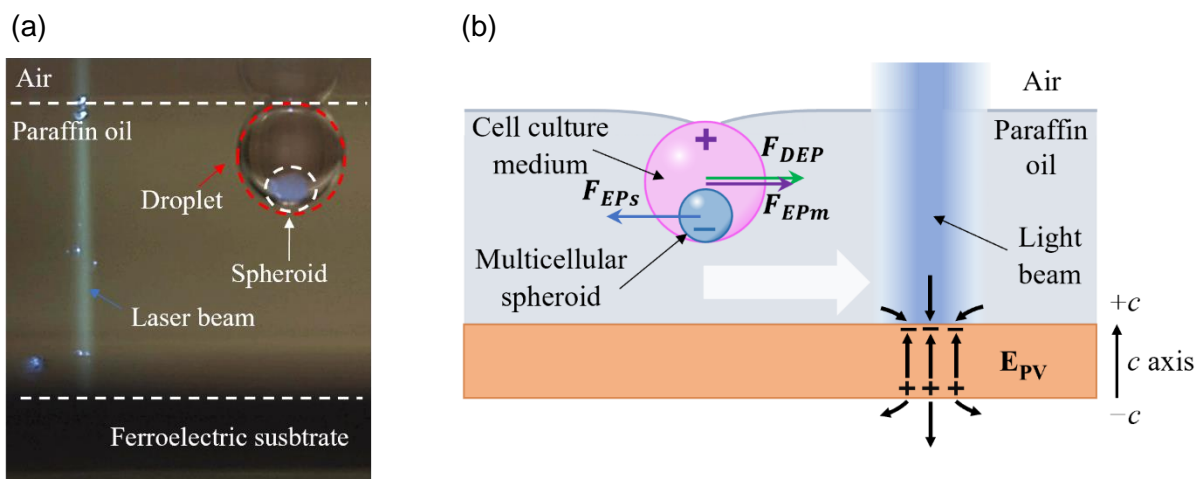 (a)
Air
Paraffin oil
Droplet
Spheroid
Laser beam
Ferroelectric susbtrate
(b)
Air
Cell culture
medium
+
F_DEP
Paraffin
oil
F_EPs
F_EPm
−
Multicellular
spheroid
Light
beam
− − −
+c
E_PV
c axis
+ + +
−c